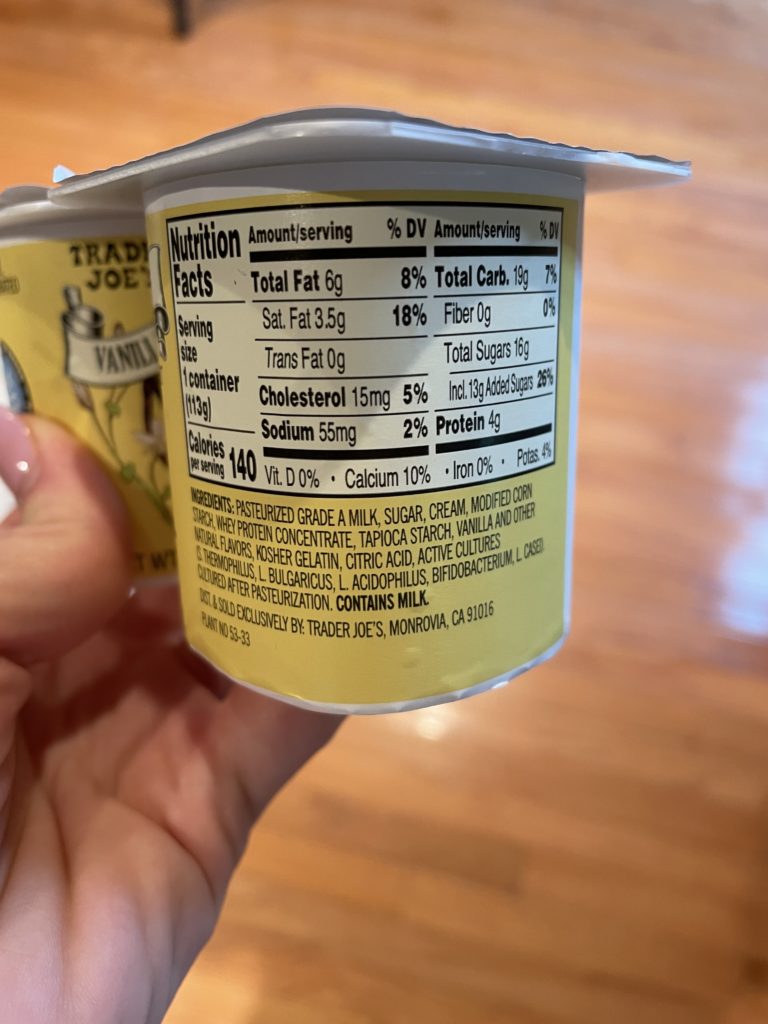 TRADE
JOE'S
VANILL
Nutrition
Facts
Serving
size
1 container
(113g)
Calories
per serving 140
Amount/serving % DV
Total Fat 6g 8%
Sat. Fat 3.5g 18%
Trans Fat 0g
Cholesterol 15mg 5%
Sodium 55mg 2%
Amount/serving % DV
Total Carb. 19g 7%
Fiber 0g 0%
Total Sugars 16g
Incl. 13g Added Sugars 26%
Protein 4g
Vit. D 0% • Calcium 10% • Iron 0% • Potas. 4%
INGREDIENTS: PASTEURIZED GRADE A MILK, SUGAR, CREAM, MODIFIED CORN
STARCH, WHEY PROTEIN CONCENTRATE, TAPIOCA STARCH, VANILLA AND OTHER
NATURAL FLAVORS, KOSHER GELATIN, CITRIC ACID, ACTIVE CULTURES
(S. THERMOPHILUS, L. BULGARICUS, L. ACIDOPHILUS, BIFIDOBACTERIUM, L. CASEI).
CULTURED AFTER PASTEURIZATION. CONTAINS MILK.
DIST. & SOLD EXCLUSIVELY BY: TRADER JOE'S, MONROVIA, CA 91016
PLANT NO 53-33